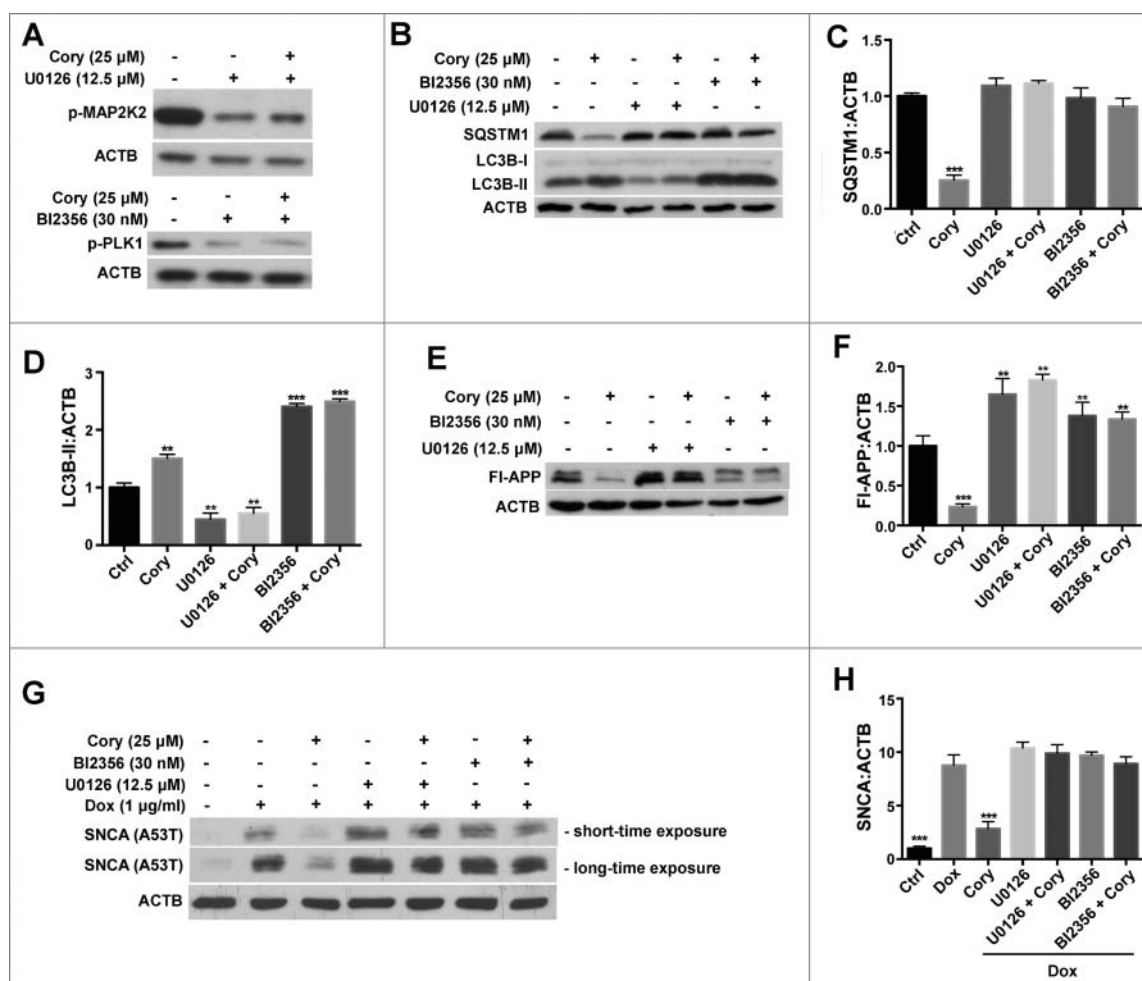 A
Cory (25 µM) - - +
U0126 (12.5 µM) - + +
p-MAP2K2
ACTB
Cory (25 µM) - - +
BI2356 (30 nM) - + +
p-PLK1
ACTB
B
Cory (25 µM) - + - + - +
BI2356 (30 nM) - - - - + +
U0126 (12.5 µM) - - + + - -
SQSTM1
LC3B-I
LC3B-II
ACTB
C
SQSTM1:ACTB
1.5
1.0
0.5
0.0
***
Ctrl
Cory
U0126
U0126 + Cory
BI2356
BI2356 + Cory
D
LC3B-II:ACTB
3
2
1
0
**
**
**
***
***
Ctrl
Cory
U0126
U0126 + Cory
BI2356
BI2356 + Cory
E
Cory (25 µM) - + - + - +
BI2356 (30 nM) - - - - + +
U0126 (12.5 µM) - - + + - -
Fl-APP
ACTB
F
Fl-APP:ACTB
2.0
1.5
1.0
0.5
0.0
***
**
**
**
**
Ctrl
Cory
U0126
U0126 + Cory
BI2356
BI2356 + Cory
G
Cory (25 µM) - - + - + - +
BI2356 (30 nM) - - - - - + +
U0126 (12.5 µM) - - - + + - -
Dox (1 µg/ml) - + + + + + +
SNCA (A53T) - short-time exposure
SNCA (A53T) - long-time exposure
ACTB
H
SNCA:ACTB
15
10
5
0
***
***
Ctrl
Dox
Cory
U0126
U0126 + Cory
BI2356
BI2356 + Cory
Dox